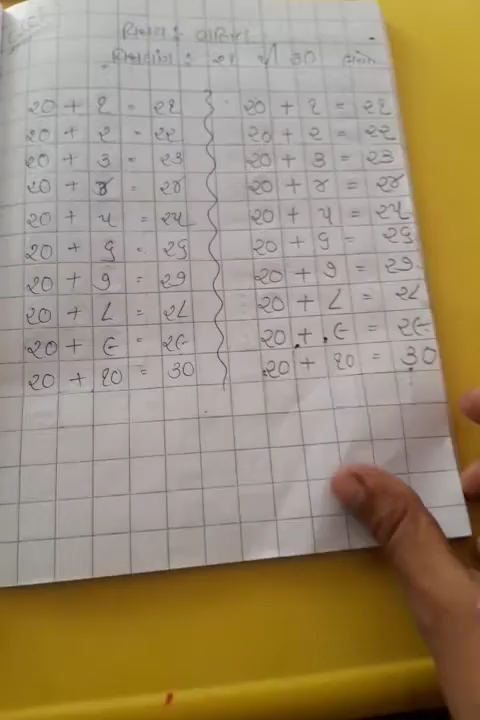 વિષય : ગણિત
૨૧ થી ૩૦
૨૦ + ૧ = ૨૧ ૨૦ + ૧ = ૨૧
૨૦ + ૨ = ૨૨ ૨૦ + ૨ = ૨૨
૨૦ + ૩ = ૨૩ ૨૦ + ૩ = ૨૩
૨૦ + ૪ = ૨૪ ૨૦ + ૪ = ૨૪
૨૦ + ૫ = ૨૫ ૨૦ + ૫ = ૨૫
૨૦ + ૬ = ૨૬ ૨૦ + ૬ = ૨૬
૨૦ + ૭ = ૨૭ ૨૦ + ૭ = ૨૭
૨૦ + ૮ = ૨૮ ૨૦ + ૮ = ૨૮
૨૦ + ૯ = ૨૯ ૨૦ + ૯ = ૨૯
૨૦ + ૧૦ = ૩૦ ૨૦ + ૧૦ = ૩૦